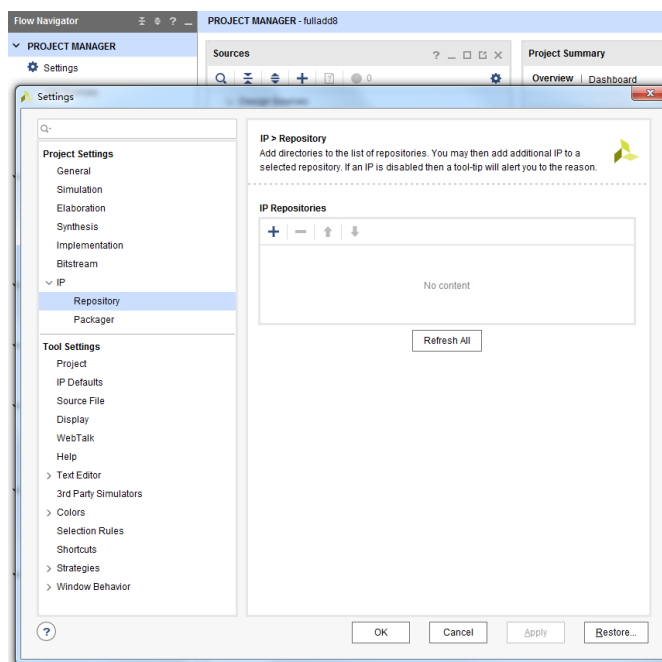 Flow Navigator
PROJECT MANAGER - fulladd8
PROJECT MANAGER
Settings
Sources
Project Summary
0
Overview | Dashboard
Design Sources
Settings
Q-
Project Settings
General
Simulation
Elaboration
Synthesis
Implementation
Bitstream
IP
Repository
Packager
Tool Settings
Project
IP Defaults
Source File
Display
WebTalk
Help
Text Editor
3rd Party Simulators
Colors
Selection Rules
Shortcuts
Strategies
Window Behavior
IP > Repository
Add directories to the list of repositories. You may then add additional IP to a
selected repository. If an IP is disabled then a tool-tip will alert you to the reason.
IP Repositories
No content
Refresh All
?
OK
Cancel
Apply
Restore...